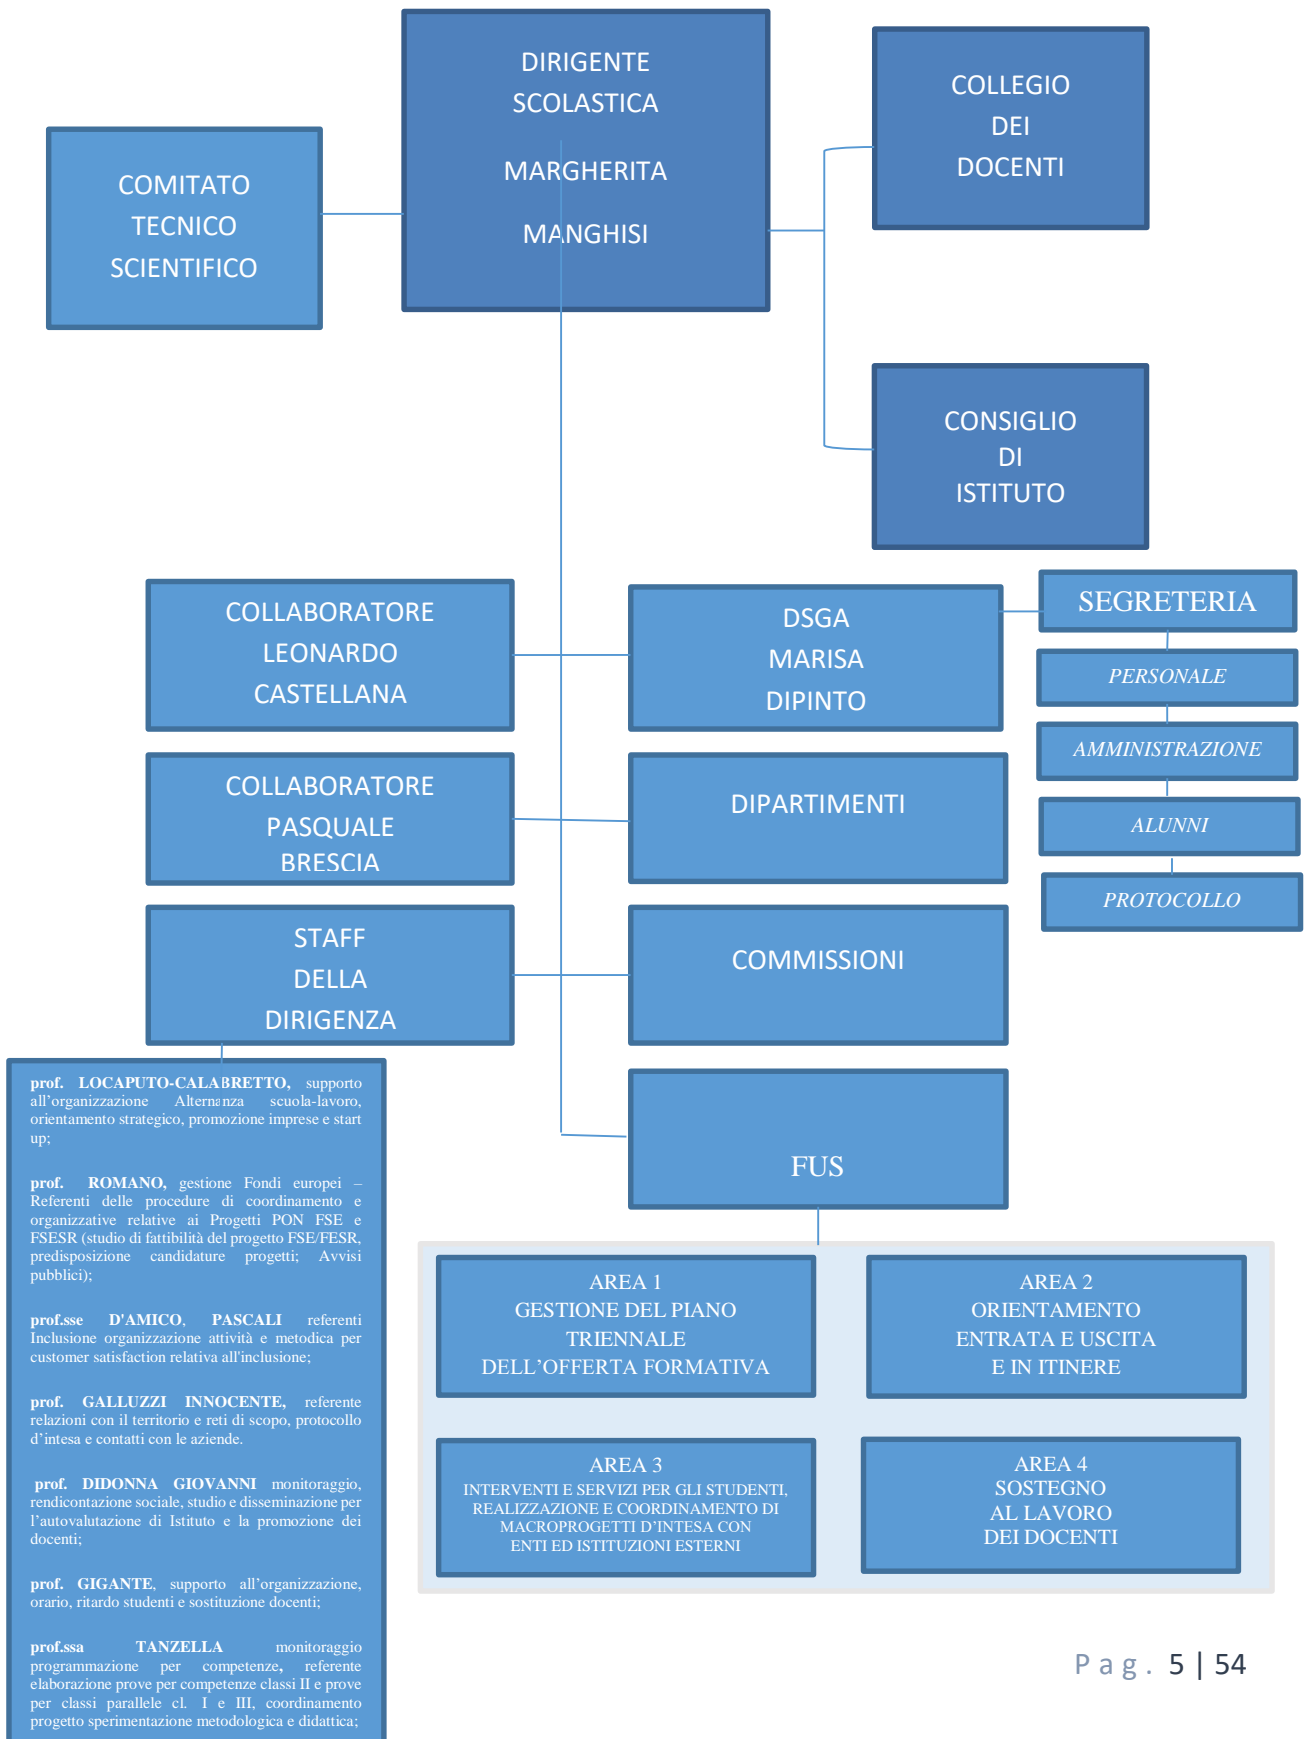 DIRIGENTE
SCOLASTICA
MARGHERITA
MANGHISI
COLLEGIO
DEI
DOCENTI
COMITATO
TECNICO
SCIENTIFICO
CONSIGLIO
DI
ISTITUTO
COLLABORATORE
LEONARDO
CASTELLANA
DSGA
MARISA
DIPINTO
SEGRETERIA
PERSONALE
AMMINISTRAZIONE
ALUNNI
PROTOCOLLO
COLLABORATORE
PASQUALE
BRESCIA
DIPARTIMENTI
STAFF
DELLA
DIRIGENZA
COMMISSIONI
prof. LOCAPUTO-CALABRETTO, supporto
all’organizzazione Alternanza scuola-lavoro,
orientamento strategico, promozione imprese e start
up;
prof. ROMANO, gestione Fondi europei –
Referenti delle procedure di coordinamento e
organizzative relative ai Progetti PON FSE e
FSESR (studio di fattibilità del progetto FSE/FESR,
predisposizione candidature progetti; Avvisi
pubblici);
prof.sse D'AMICO, PASCALI referenti
Inclusione organizzazione attività e metodica per
customer satisfaction relativa all'inclusione;
prof. GALLUZZI INNOCENTE, referente
relazioni con il territorio e reti di scopo, protocollo
d’intesa e contatti con le aziende.
prof. DIDONNA GIOVANNI monitoraggio,
rendicontazione sociale, studio e disseminazione per
l’autovalutazione di Istituto e la promozione dei
docenti;
prof. GIGANTE, supporto all’organizzazione,
orario, ritardo studenti e sostituzione docenti;
prof.ssa TANZELLA monitoraggio
programmazione per competenze, referente
elaborazione prove per competenze classi II e prove
per classi parallele cl. I e III, coordinamento
progetto sperimentazione metodologica e didattica;
FUS
AREA 1
GESTIONE DEL PIANO
TRIENNALE
DELL’OFFERTA FORMATIVA
AREA 2
ORIENTAMENTO
ENTRATA E USCITA
E IN ITINERE
AREA 3
INTERVENTI E SERVIZI PER GLI STUDENTI,
REALIZZAZIONE E COORDINAMENTO DI
MACROPROGETTI D’INTESA CON
ENTI ED ISTITUZIONI ESTERNI
AREA 4
SOSTEGNO
AL LAVORO
DEI DOCENTI
Pag. 5 | 54